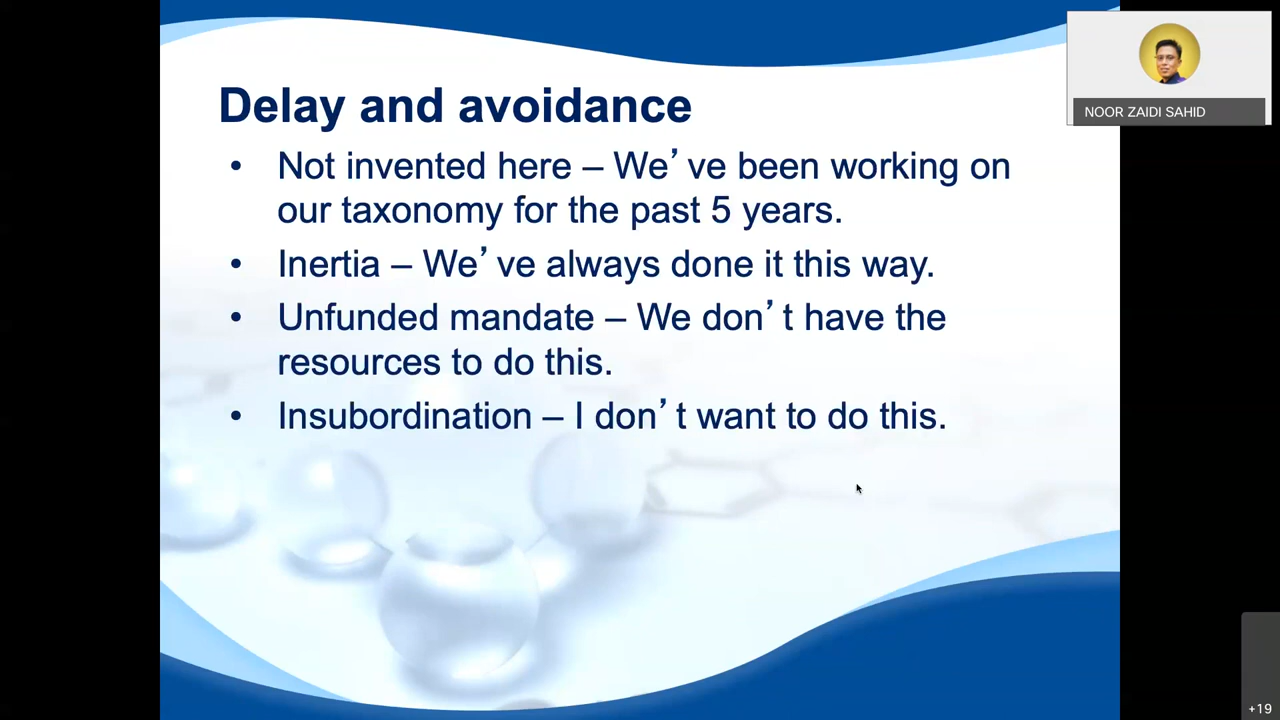 Delay and avoidance
• Not invented here – We’ve been working on
our taxonomy for the past 5 years.
• Inertia – We’ve always done it this way.
• Unfunded mandate – We don’t have the
resources to do this.
• Insubordination – I don’t want to do this.
NOOR ZAIDI SAHID
+19